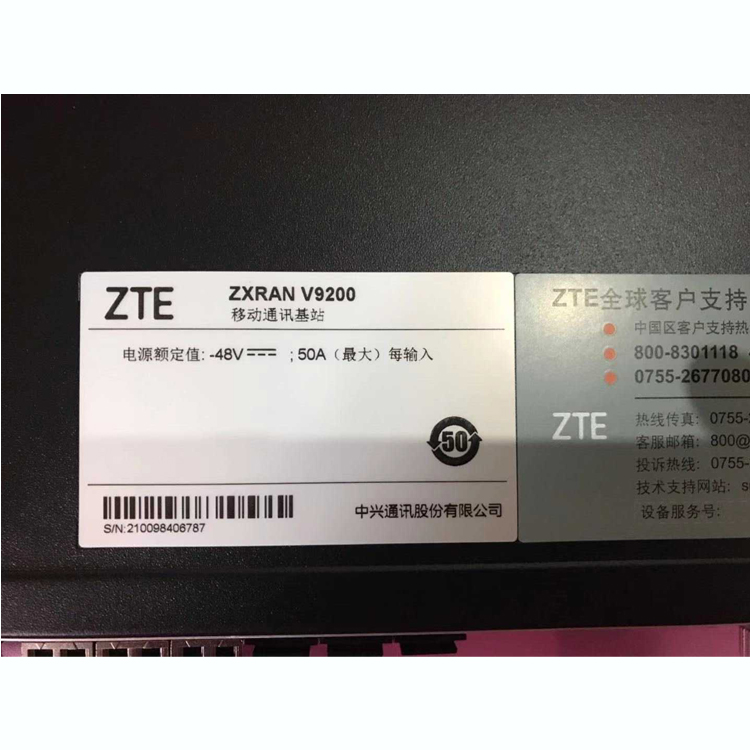 ZTE
ZXRAN V9200
移动通讯基站
电源额定值: -48V ; 50A（最大）每输入
50
S/N:210098406787
中兴通讯股份有限公司
ZTE全球客户支持
中国区客户支持热
800-8301118
0755-2677080
ZTE
热线传真: 0755-
客服邮箱: 800@
投诉热线: 0755-
技术支持网站: s
设备服务号: